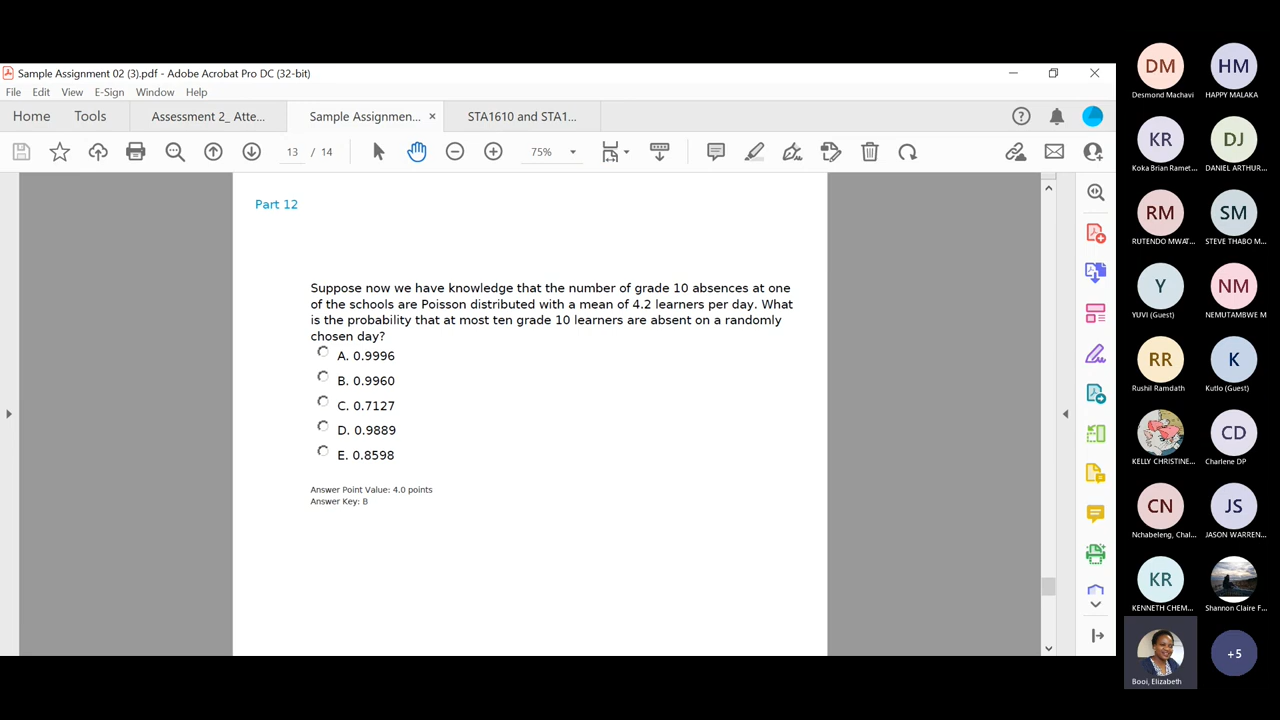 Sample Assignment 02 (3).pdf - Adobe Acrobat Pro DC (32-bit)
File Edit View E-Sign Window Help
Home Tools Assessment 2_ Atte... Sample Assignmen... × STA1610 and STA1...
13 / 14 75%
Part 12
Suppose now we have knowledge that the number of grade 10 absences at one
of the schools are Poisson distributed with a mean of 4.2 learners per day. What
is the probability that at most ten grade 10 learners are absent on a randomly
chosen day?
A. 0.9996
B. 0.9960
C. 0.7127
D. 0.9889
E. 0.8598
Answer Point Value: 4.0 points
Answer Key: B
DM HM
Desmond Machavi HAPPY MALAKA
KR DJ
Koka Brian Ramet... DANIEL ARTHUR...
RM SM
RUTENDO MWAT... STEVE THABO M...
Y NM
YUVI (Guest) NEMUTAMBWE M
RR K
Rushil Ramdath Kutlo (Guest)
CD
KELLY CHRISTINE... Charlene DP
CN JS
Nchabeleng, Chal... JASON WARREN...
KR
KENNETH CHEM... Shannon Claire F...
+5
Booi, Elizabeth